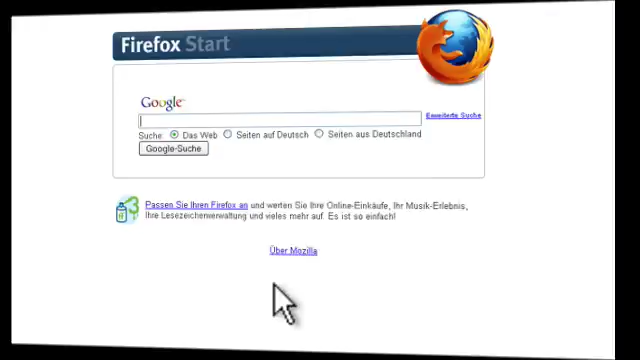 Firefox Start
Google
Erweiterte Suche
Suche: Das Web Seiten auf Deutsch Seiten aus Deutschland
Google-Suche
Passen Sie Ihren Firefox an und werten Sie Ihre Online-Einkäufe, Ihr Musik-Erlebnis,
Ihre Lesezeichenverwaltung und vieles mehr auf. Es ist so einfach!
Über Mozilla